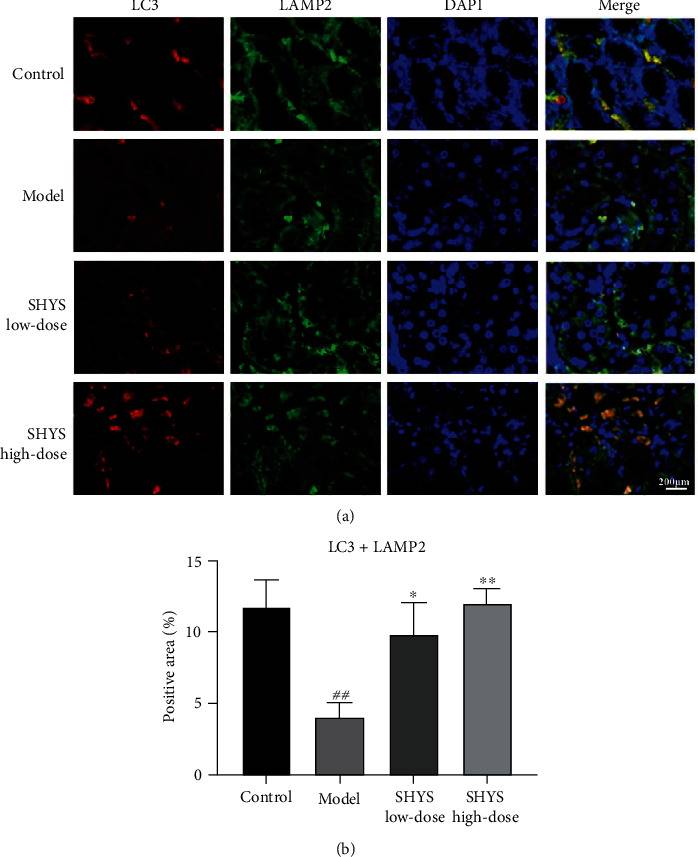 LC3 LAMP2 DAPI Merge
Control
Model
SHYS
low-dose
SHYS
high-dose
200μm
(a)
LC3 + LAMP2
15
10
5
0
Positive area (%)
##
*
**
Control Model SHYS SHYS
low-dose high-dose
(b)